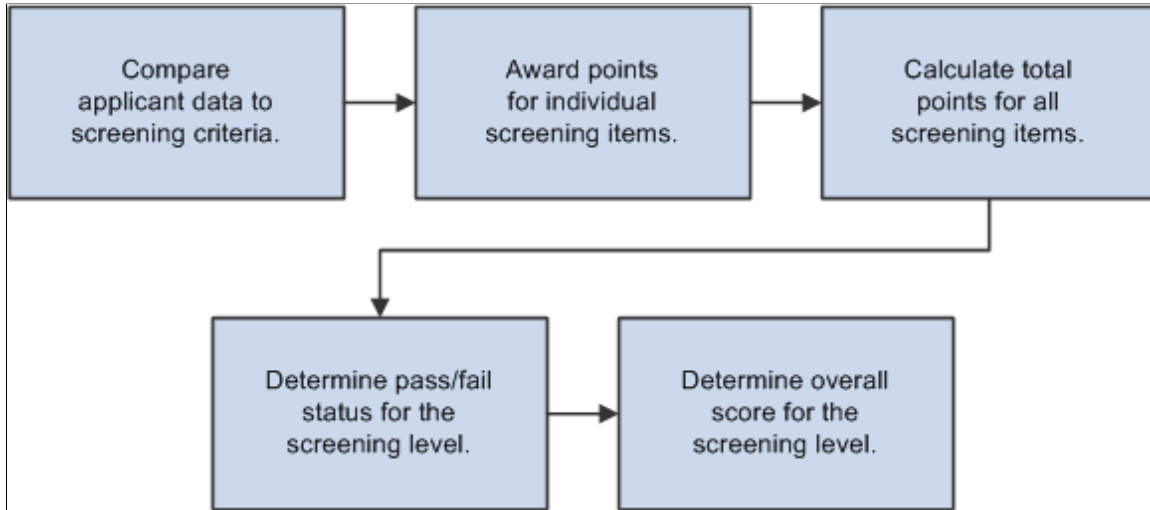 Compare
applicant data to
screening criteria.
Award points
for individual
screening items.
Calculate total
points for all
screening items.
Determine pass/fail
status for the
screening level.
Determine overall
score for the
screening level.